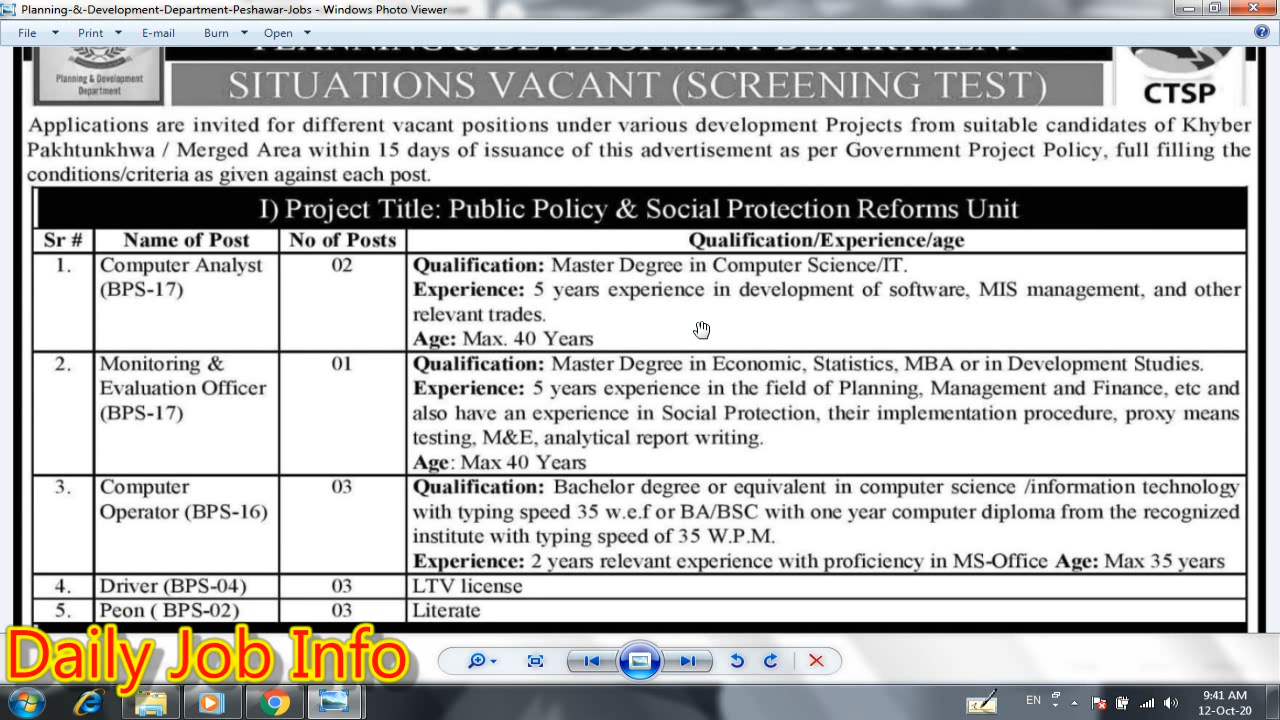 Planning-&-Development-Department-Peshawar-Jobs - Windows Photo Viewer
File Print E-mail Burn Open
PLANNING & DEVELOPMENT DEPARTMENT
Planning & Development
Department
SITUATIONS VACANT (SCREENING TEST)
CTSP
Applications are invited for different vacant positions under various development Projects from suitable candidates of Khyber
Pakhtunkhwa / Merged Area within 15 days of issuance of this advertisement as per Government Project Policy, full filling the
conditions/criteria as given against each post.
I) Project Title: Public Policy & Social Protection Reforms Unit
Sr # Name of Post No of Posts Qualification/Experience/age
1. Computer Analyst 02 Qualification: Master Degree in Computer Science/IT.
(BPS-17) Experience: 5 years experience in development of software, MIS management, and other
relevant trades.
Age: Max. 40 Years
2. Monitoring & 01 Qualification: Master Degree in Economic, Statistics, MBA or in Development Studies.
Evaluation Officer Experience: 5 years experience in the field of Planning, Management and Finance, etc and
(BPS-17) also have an experience in Social Protection, their implementation procedure, proxy means
testing, M&E, analytical report writing.
Age: Max 40 Years
3. Computer 03 Qualification: Bachelor degree or equivalent in computer science /information technology
Operator (BPS-16) with typing speed 35 w.e.f or BA/BSC with one year computer diploma from the recognized
institute with typing speed of 35 W.P.M.
Experience: 2 years relevant experience with proficiency in MS-Office Age: Max 35 years
4. Driver (BPS-04) 03 LTV license
5. Peon ( BPS-02) 03 Literate
Daily Job Info
EN
9:41 AM
12-Oct-20